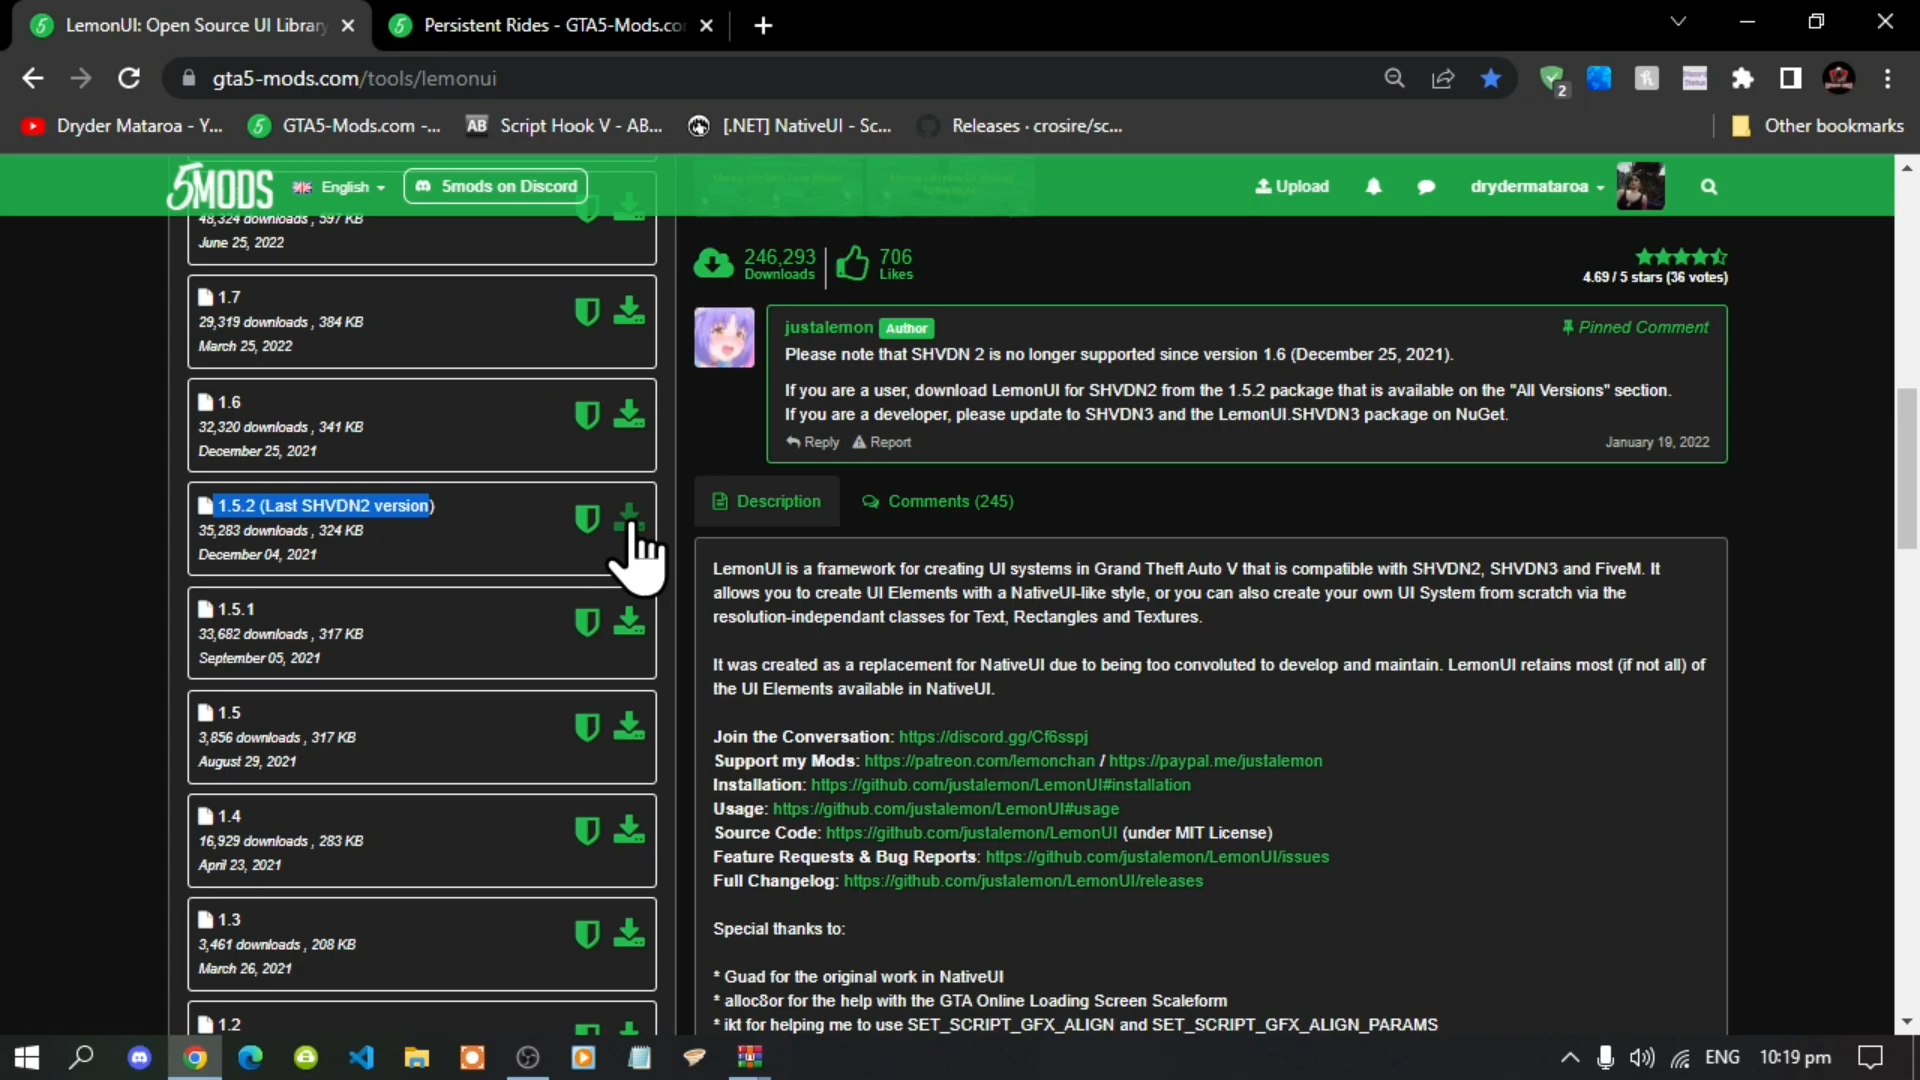 LemonUI: Open Source UI Library
Persistent Rides - GTA5-Mods.co
gta5-mods.com/tools/lemonui
2
Dryder Mataroa - Y...
GTA5-Mods.com -...
AB
Script Hook V - AB...
[.NET] NativeUI - Sc...
Releases · crosire/sc...
Other bookmarks
5MODS
English
5mods on Discord
Upload
drydermataroa
48,324 downloads , 597 KB
June 25, 2022
1.7
29,319 downloads , 384 KB
March 25, 2022
1.6
32,320 downloads , 341 KB
December 25, 2021
1.5.2 (Last SHVDN2 version)
35,283 downloads , 324 KB
December 04, 2021
1.5.1
33,682 downloads , 317 KB
September 05, 2021
1.5
3,856 downloads , 317 KB
August 29, 2021
1.4
16,929 downloads , 283 KB
April 23, 2021
1.3
3,461 downloads , 208 KB
March 26, 2021
1.2
246,293
Downloads
706
Likes
4.69 / 5 stars (36 votes)
justalemon Author
Pinned Comment
Please note that SHVDN 2 is no longer supported since version 1.6 (December 25, 2021).
If you are a user, download LemonUI for SHVDN2 from the 1.5.2 package that is available on the "All Versions" section.
If you are a developer, please update to SHVDN3 and the LemonUI.SHVDN3 package on NuGet.
Reply Report
January 19, 2022
Description
Comments (245)
LemonUI is a framework for creating UI systems in Grand Theft Auto V that is compatible with SHVDN2, SHVDN3 and FiveM. It
allows you to create UI Elements with a NativeUI-like style, or you can also create your own UI System from scratch via the
resolution-independant classes for Text, Rectangles and Textures.
It was created as a replacement for NativeUI due to being too convoluted to develop and maintain. LemonUI retains most (if not all) of
the UI Elements available in NativeUI.
Join the Conversation: https://discord.gg/Cf6sspj
Support my Mods: https://patreon.com/lemonchan / https://paypal.me/justalemon
Installation: https://github.com/justalemon/LemonUI#installation
Usage: https://github.com/justalemon/LemonUI#usage
Source Code: https://github.com/justalemon/LemonUI (under MIT License)
Feature Requests & Bug Reports: https://github.com/justalemon/LemonUI/issues
Full Changelog: https://github.com/justalemon/LemonUI/releases
Special thanks to:
* Guad for the original work in NativeUI
* alloc8or for the help with the GTA Online Loading Screen Scaleform
* ikt for helping me to use SET_SCRIPT_GFX_ALIGN and SET_SCRIPT_GFX_ALIGN_PARAMS
ENG
10:19 pm